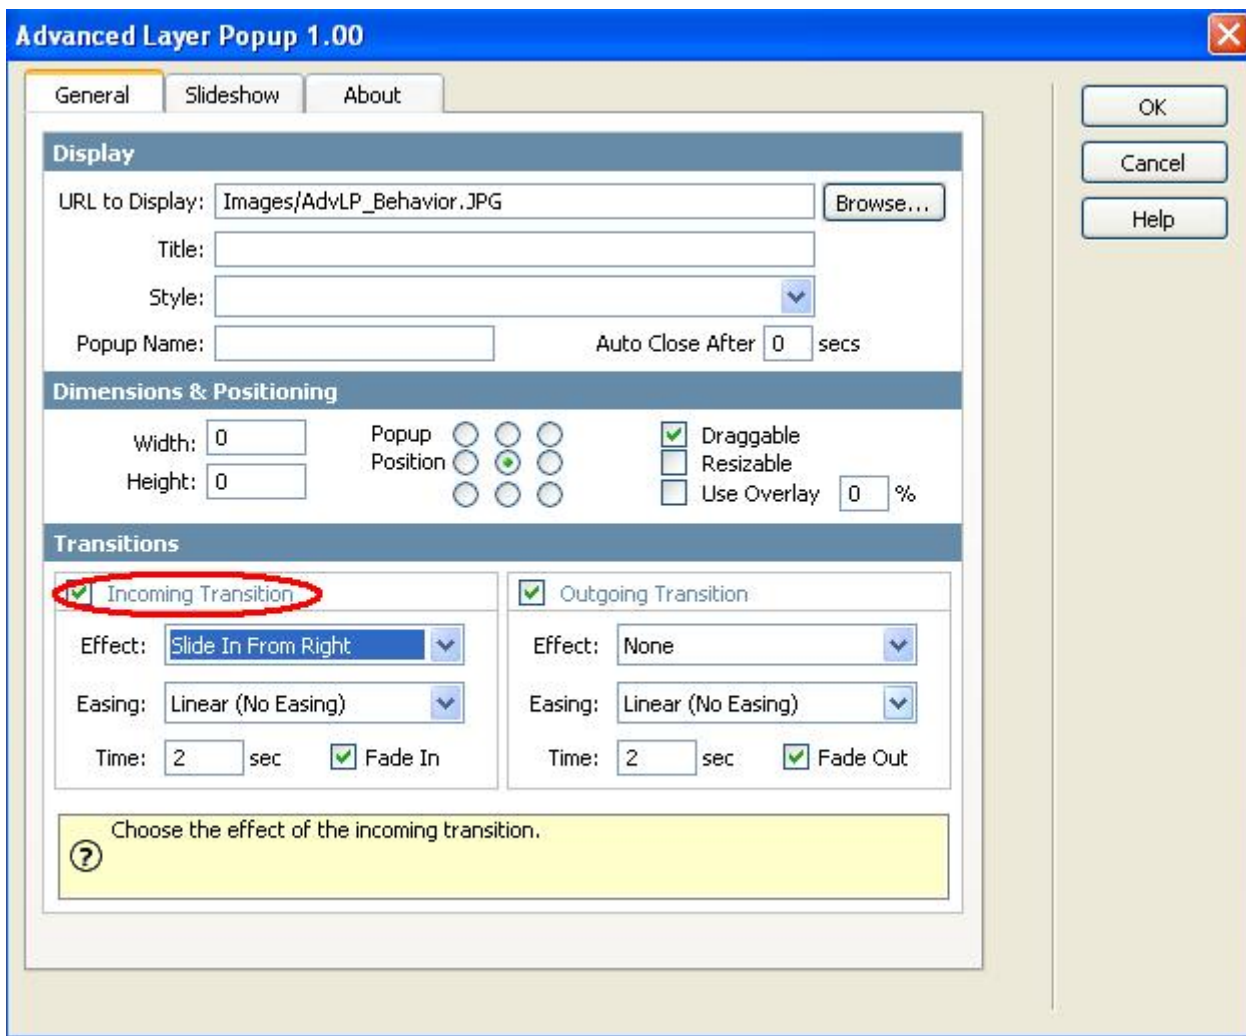 Advanced Layer Popup 1.00
General Slideshow About
OK
Cancel
Help
Display
URL to Display: Images/AdvLP_Behavior.JPG Browse...
Title:
Style:
Popup Name: Auto Close After 0 secs
Dimensions & Positioning
Width: 0 Popup Draggable
Position Resizable
Height: 0 Use Overlay 0 %
Transitions
Incoming Transition Outgoing Transition
Effect: Slide In From Right Effect: None
Easing: Linear (No Easing) Easing: Linear (No Easing)
Time: 2 sec Fade In Time: 2 sec Fade Out
Choose the effect of the incoming transition.
?